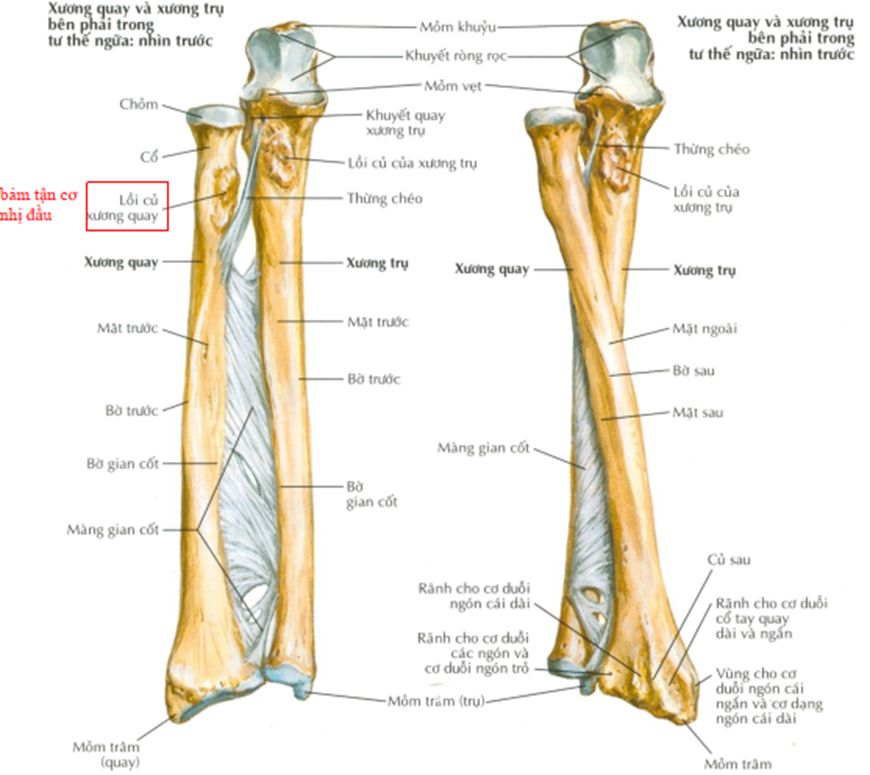 Xương quay và xương trụ
bên phải trong
tư thế ngữa: nhìn trước
Xương quay và xương trụ
bên phải trong
tư thế ngữa: nhìn trước
Mỏm khuỷu
Khuyết ròng rọc
Mỏm vẹt
Chỏm
Khuyết quay
xương trụ
Cổ
Lồi củ của xương trụ
Thừng chéo
bám tận cơ
nhị đầu
Lồi củ
xương quay
Thừng chéo
Lồi củ của
xương trụ
Xương quay
Xương trụ
Xương quay
Xương trụ
Mặt trước
Mặt trước
Mặt ngoài
Bờ trước
Bờ sau
Bờ trước
Mặt sau
Bờ gian cốt
Màng gian cốt
Bờ
gian cốt
Màng gian cốt
Củ sau
Rãnh cho cơ duỗi
ngón cái dài
Rãnh cho cơ duỗi
cổ tay quay
dài và ngắn
Rãnh cho cơ duỗi
các ngón và
cơ duỗi ngón trỏ
Vùng cho cơ
duỗi ngón cái
ngắn và cơ dạng
ngón cái dài
Mỏm trâm (trụ)
Mỏm trâm
(quay)
Mỏm trâm